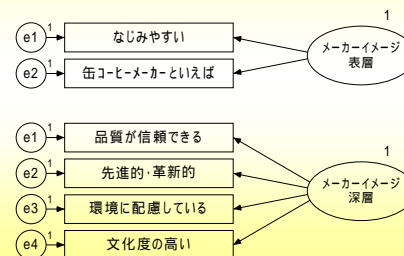 1
e1 1 なじみやすい
メーカーイメージ
表層
e2 1 缶コーヒーメーカーといえば
1
e1 1 品質が信頼できる
e2 1 先進的・革新的
メーカーイメージ
深層
e3 1 環境に配慮している
e4 1 文化度の高い